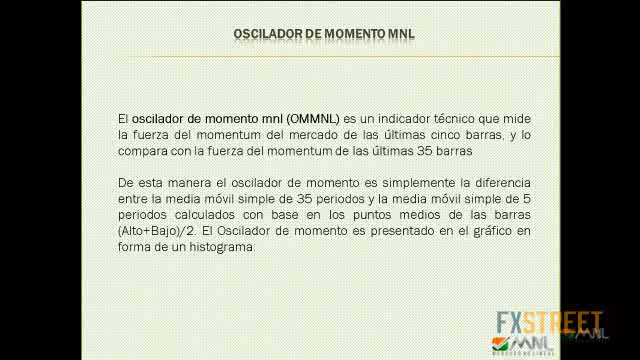 OSCILADOR DE MOMENTO MNL
El oscilador de momento mnl (OMMNL) es un indicador técnico que mide
la fuerza del momentum del mercado de las últimas cinco barras, y lo
compara con la fuerza del momentum de las últimas 35 barras
De esta manera el oscilador de momento es simplemente la diferencia
entre la media móvil simple de 35 periodos y la media móvil simple de 5
periodos calculados con base en los puntos medios de las barras
(Alto+Bajo)/2. El Oscilador de momento es presentado en el gráfico en
forma de un histograma:
FXSTREET
MNL
MNL